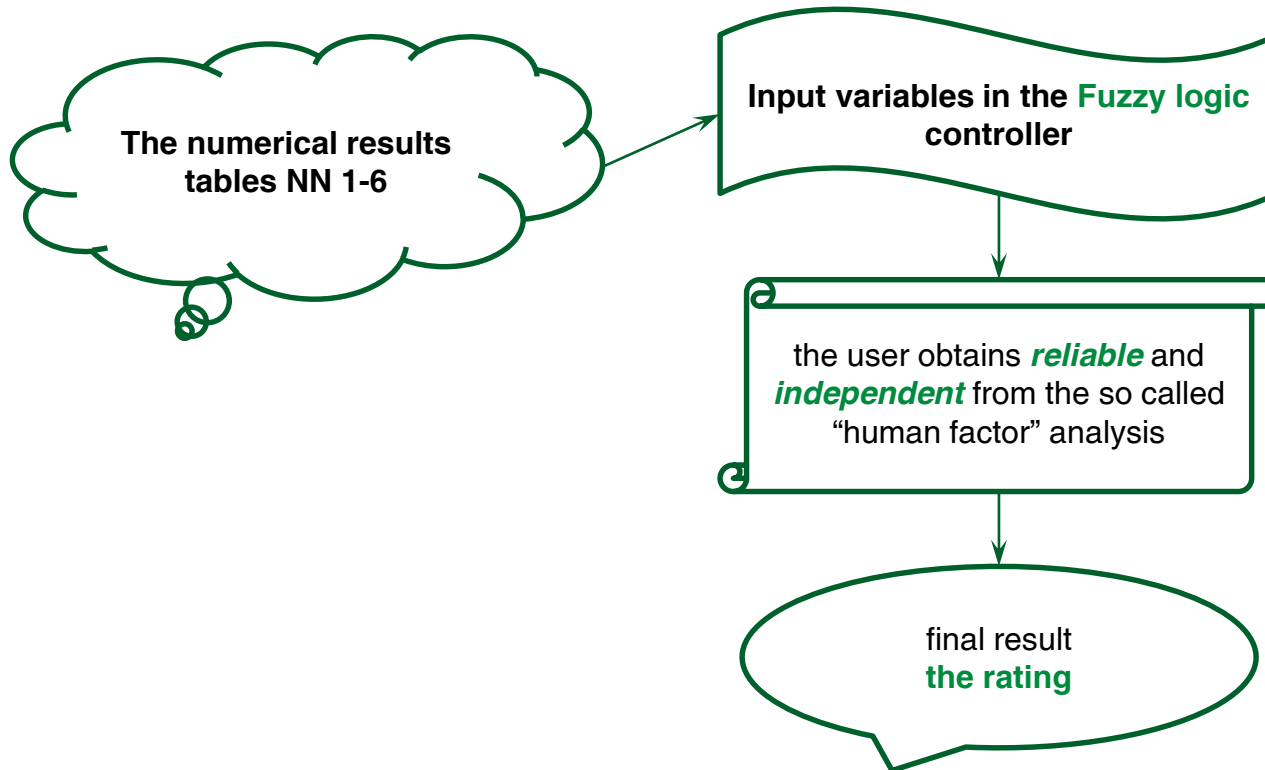 The numerical results
tables NN 1-6
Input variables in the Fuzzy logic
controller
the user obtains reliable and
independent from the so called
“human factor” analysis
final result
the rating